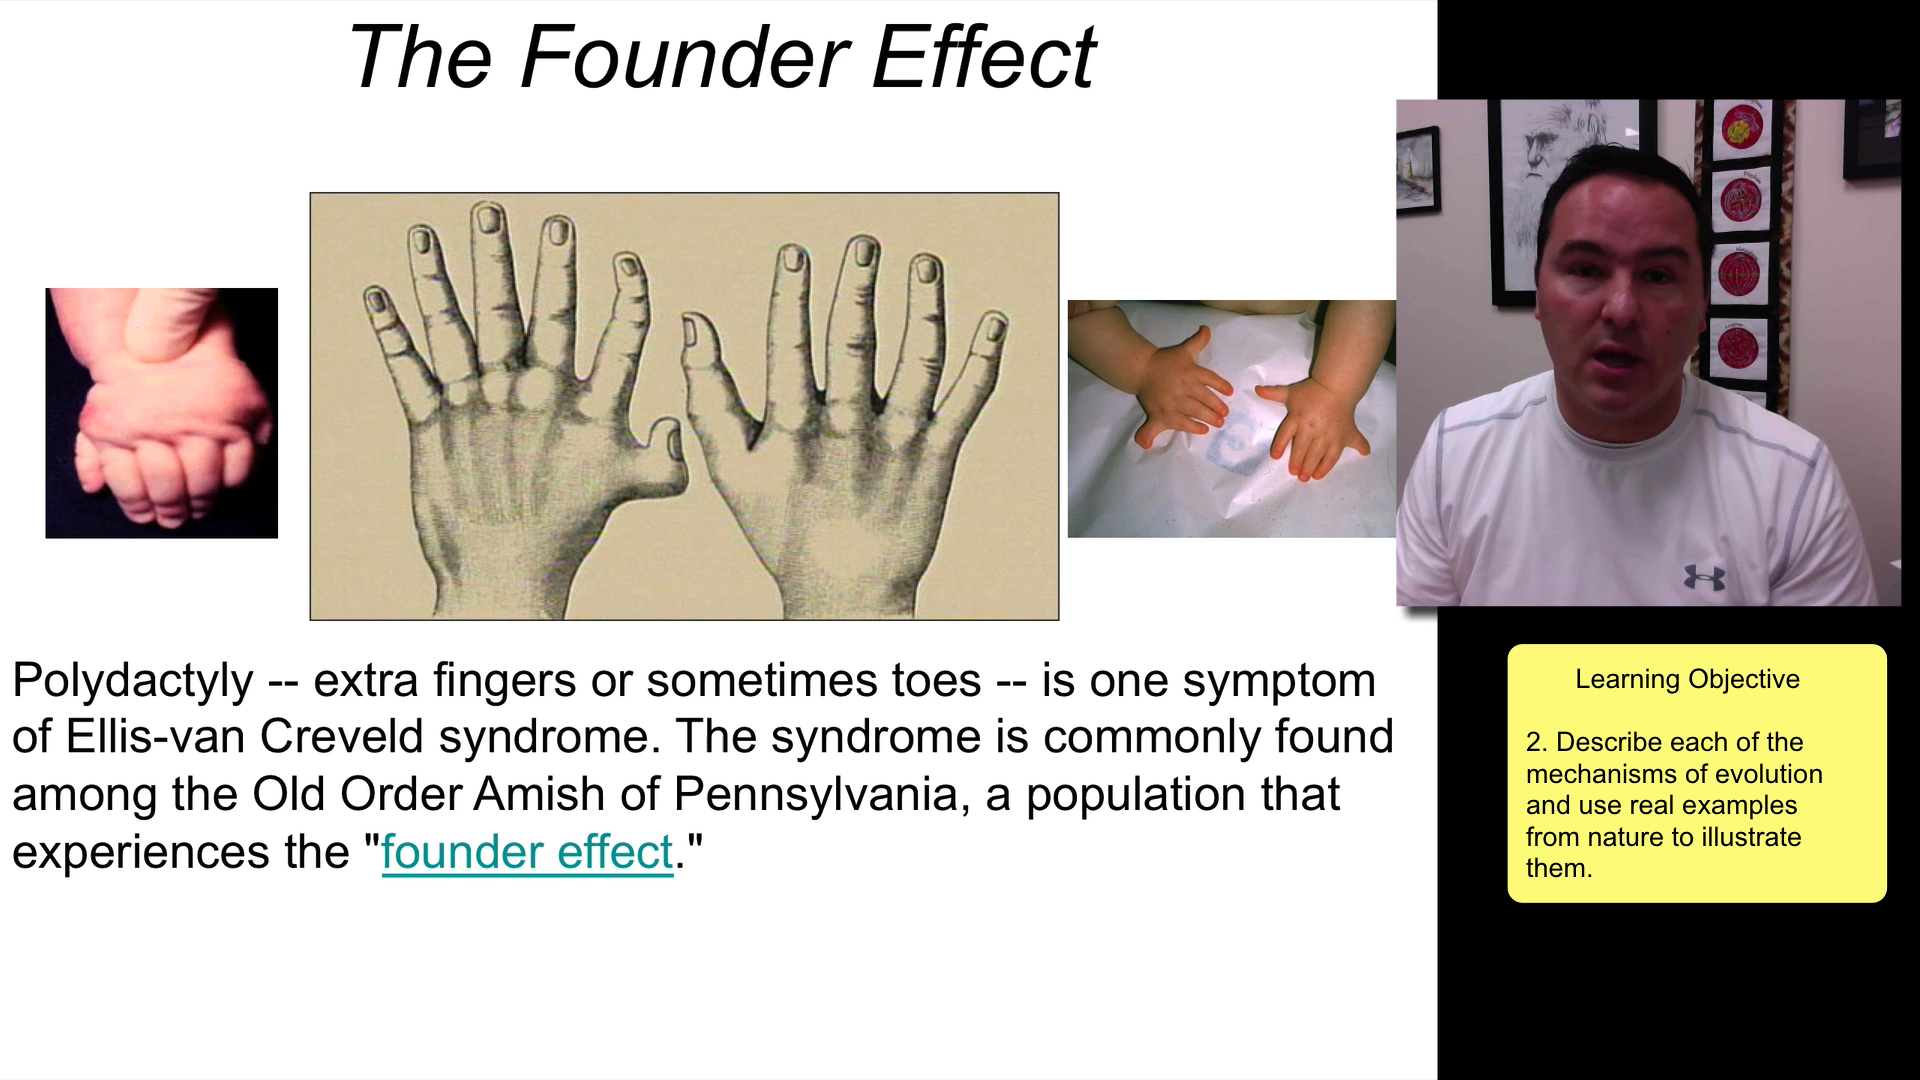 The Founder Effect
Polydactyly -- extra fingers or sometimes toes -- is one symptom
of Ellis-van Creveld syndrome. The syndrome is commonly found
among the Old Order Amish of Pennsylvania, a population that
experiences the "founder effect."
Learning Objective
2. Describe each of the
mechanisms of evolution
and use real examples
from nature to illustrate
them.